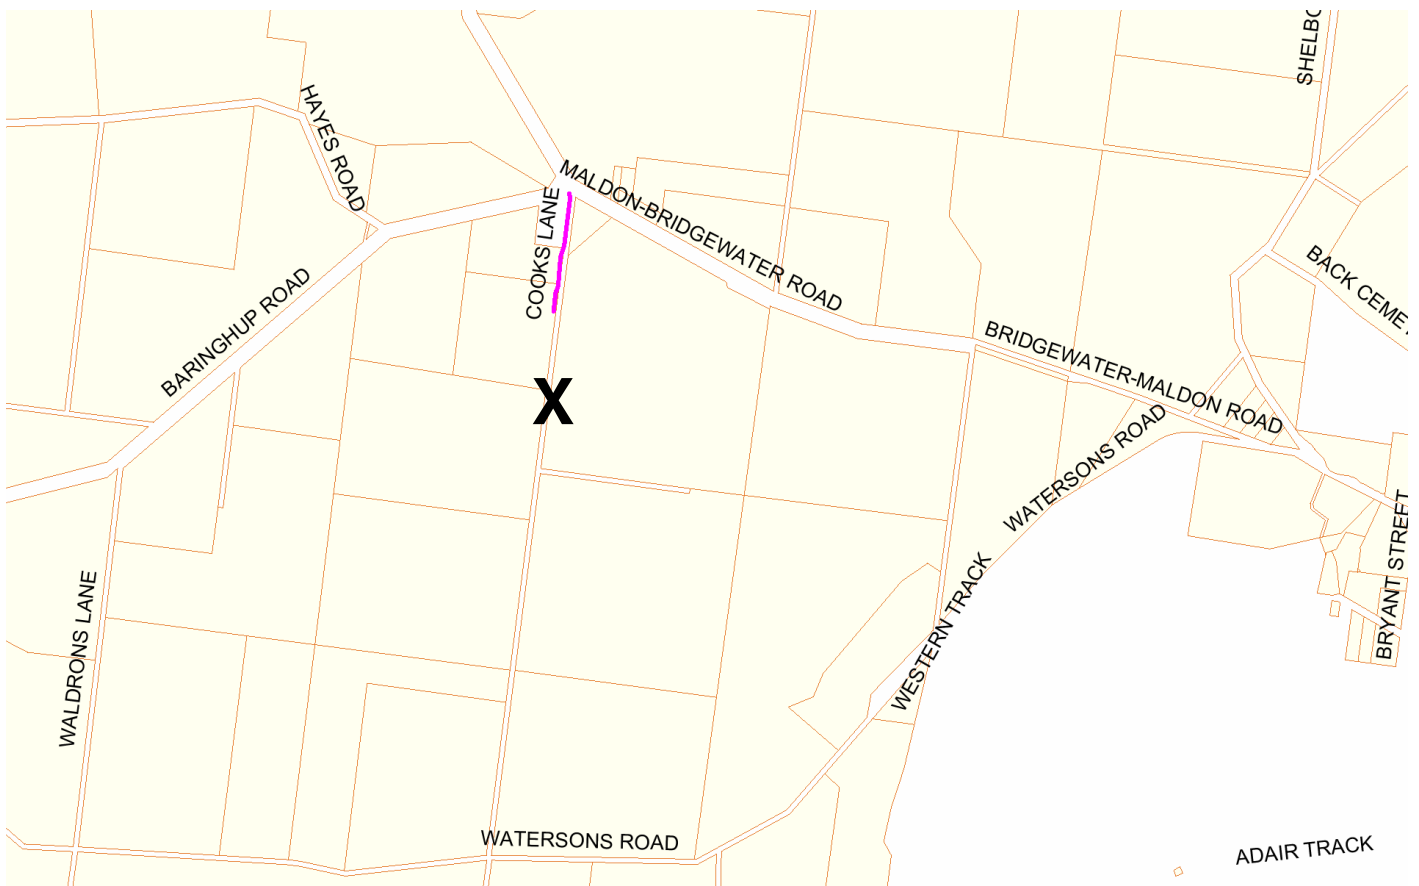 SHELBO
HAYES ROAD
MALDON-BRIDGEWATER ROAD
COOKS LANE
BACK CEMET
BARINGHUP ROAD
BRIDGEWATER-MALDON ROAD
X
WATERSONS ROAD
BRYANT STREET
WESTERN TRACK
WALDRONS LANE
WATERSONS ROAD
ADAIR TRACK